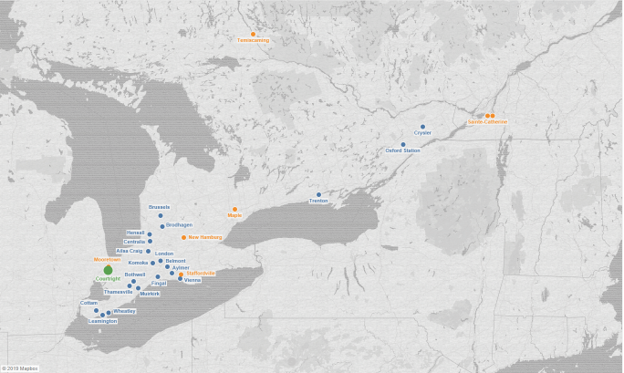 Temiscaming
Sainte-Catherine
Crysler
Oxford Station
Trenton
Brussels
Maple
Brodhagen
Hensall
New Hamburg
Centralia
Ailsa Craig
London
Mooretown
Komoka
Belmont
Aylmer
Courtright
Bothwell
Staffordville
Fingal
Vienna
Thamesville
Muirkirk
Cottam
Wheatley
Leamington
© 2019 Mapbox